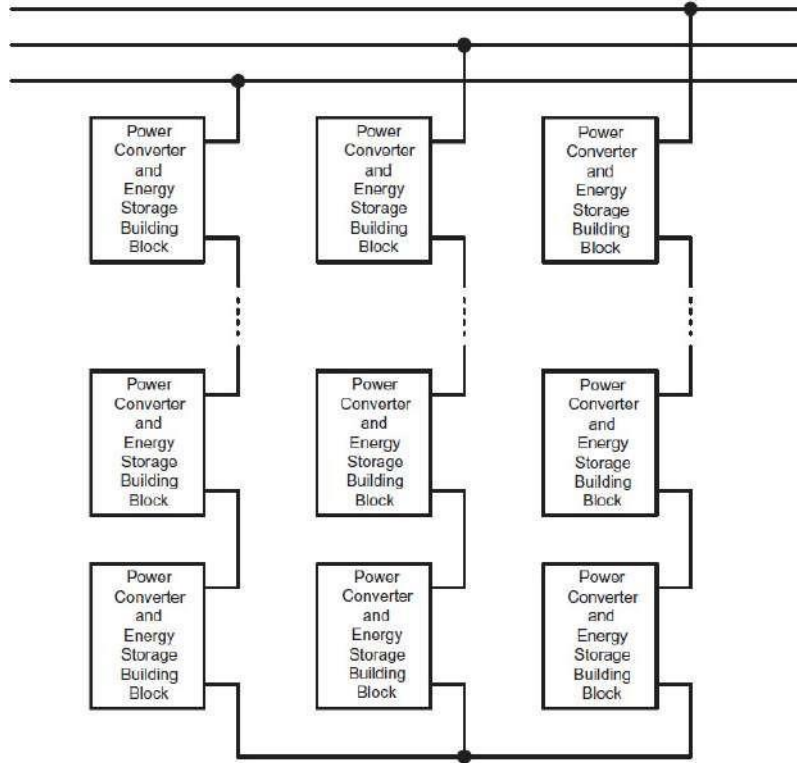 Power
Converter
and
Energy
Storage
Building
Block
Power
Converter
and
Energy
Storage
Building
Block
Power
Converter
and
Energy
Storage
Building
Block
Power
Converter
and
Energy
Storage
Building
Block
Power
Converter
and
Energy
Storage
Building
Block
Power
Converter
and
Energy
Storage
Building
Block
Power
Converter
and
Energy
Storage
Building
Block
Power
Converter
and
Energy
Storage
Building
Block
Power
Converter
and
Energy
Storage
Building
Block